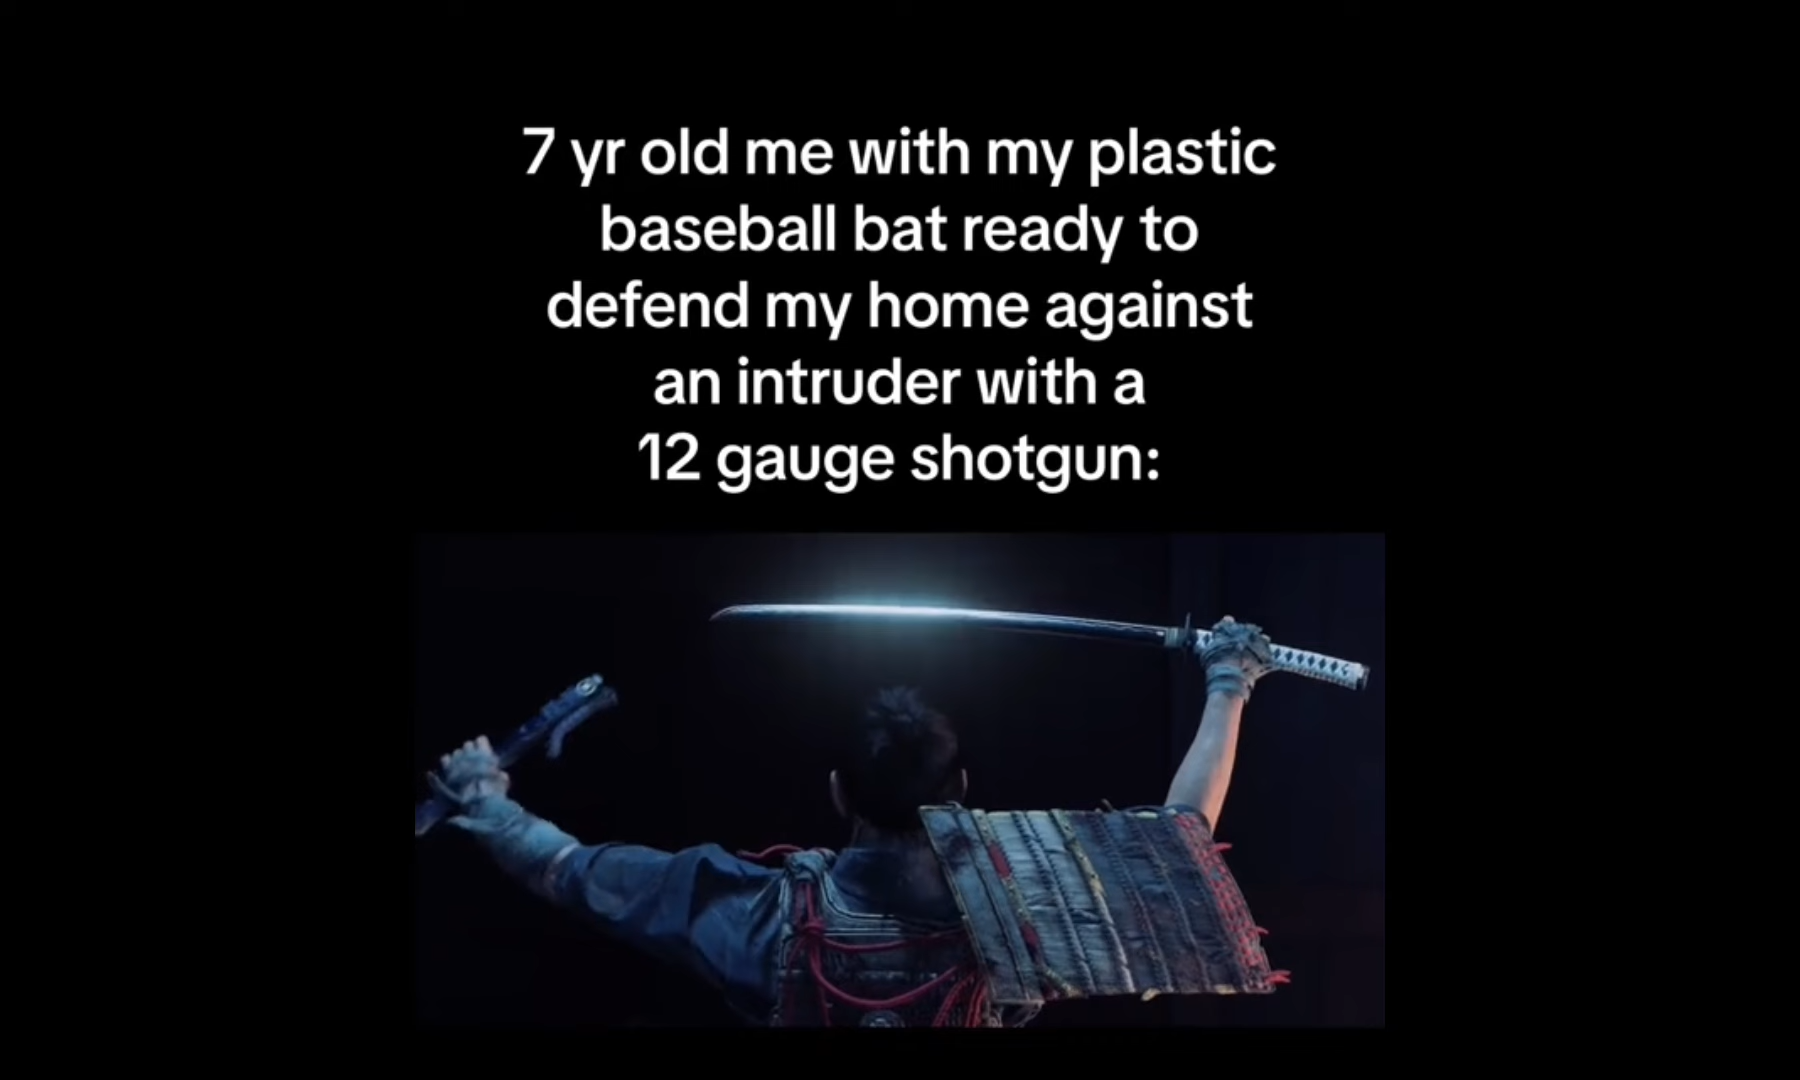 7 yr old me with my plastic
baseball bat ready to
defend my home against
an intruder with a
12 gauge shotgun: